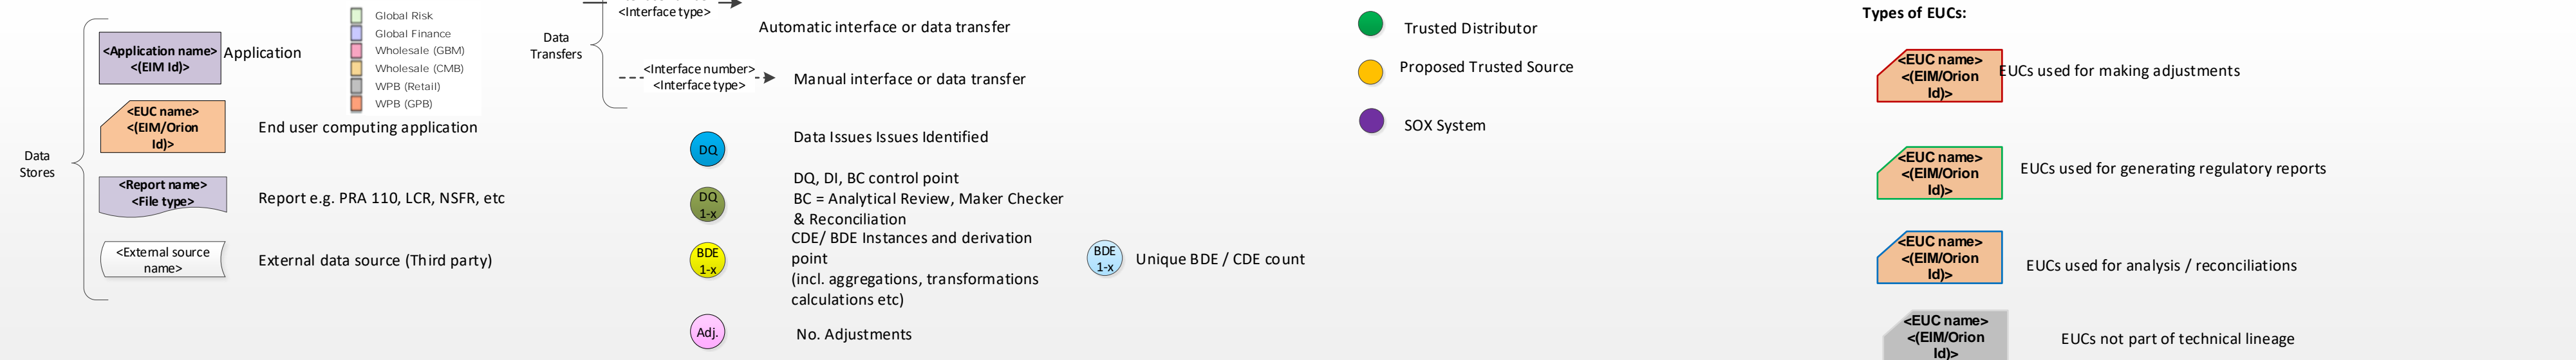 Data
Stores
<Application name>
<(EIM Id)>
Application
<EUC name>
<(EIM/Orion
Id)>
End user computing application
<Report name>
<File type>
Report e.g. PRA 110, LCR, NSFR, etc
<External source
name>
External data source (Third party)
Global Risk
Global Finance
Wholesale (GBM)
Wholesale (CMB)
WPB (Retail)
WPB (GPB)
Data
Transfers
<Interface type>
Automatic interface or data transfer
<Interface number>
<Interface type>
Manual interface or data transfer
DQ
Data Issues Issues Identified
DQ
1-x
DQ, DI, BC control point
BC = Analytical Review, Maker Checker
& Reconciliation
BDE
1-x
CDE/ BDE Instances and derivation
point
(incl. aggregations, transformations
calculations etc)
BDE
1-x
Unique BDE / CDE count
Adj.
No. Adjustments
Trusted Distributor
Proposed Trusted Source
SOX System
Types of EUCs:
<EUC name>
<(EIM/Orion
Id)>
EUCs used for making adjustments
<EUC name>
<(EIM/Orion
Id)>
EUCs used for generating regulatory reports
<EUC name>
<(EIM/Orion
Id)>
EUCs used for analysis / reconciliations
<EUC name>
<(EIM/Orion
Id)>
EUCs not part of technical lineage